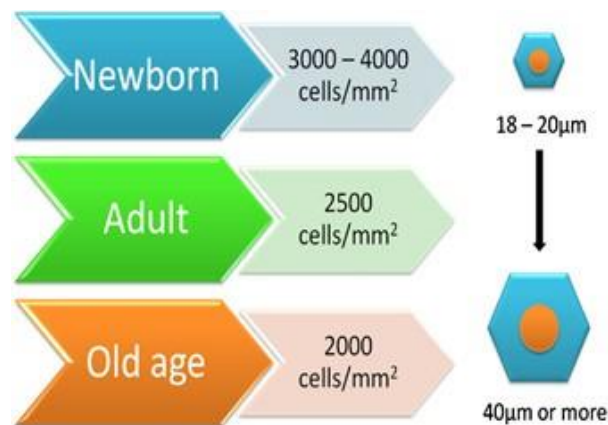 Newborn
3000 – 4000
cells/mm²
18 – 20μm
Adult
2500
cells/mm²
Old age
2000
cells/mm²
40μm or more